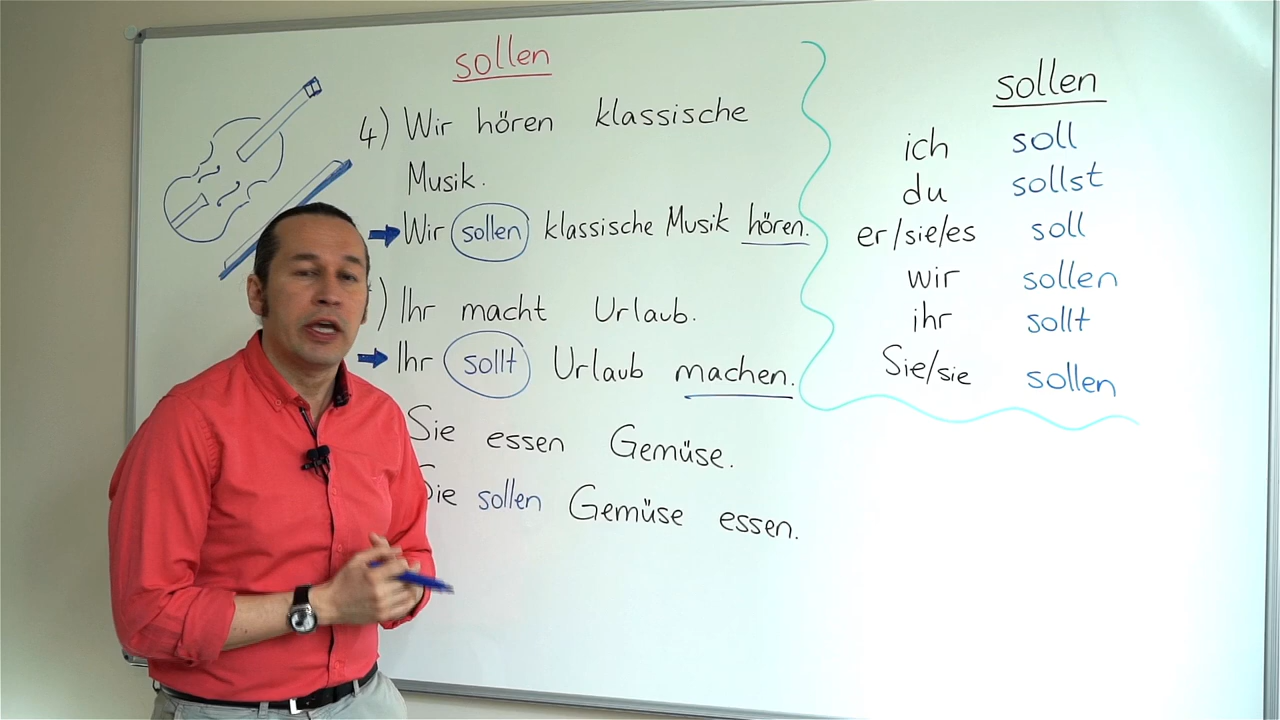 sollen
4) Wir hören klassische
Musik.
Wir sollen klassische Musik hören.
) Ihr macht Urlaub.
Ihr sollt Urlaub machen.
Sie essen Gemüse.
Sie sollen Gemüse essen.
sollen
ich soll
du sollst
er/sie/es soll
wir sollen
ihr sollt
Sie/sie sollen